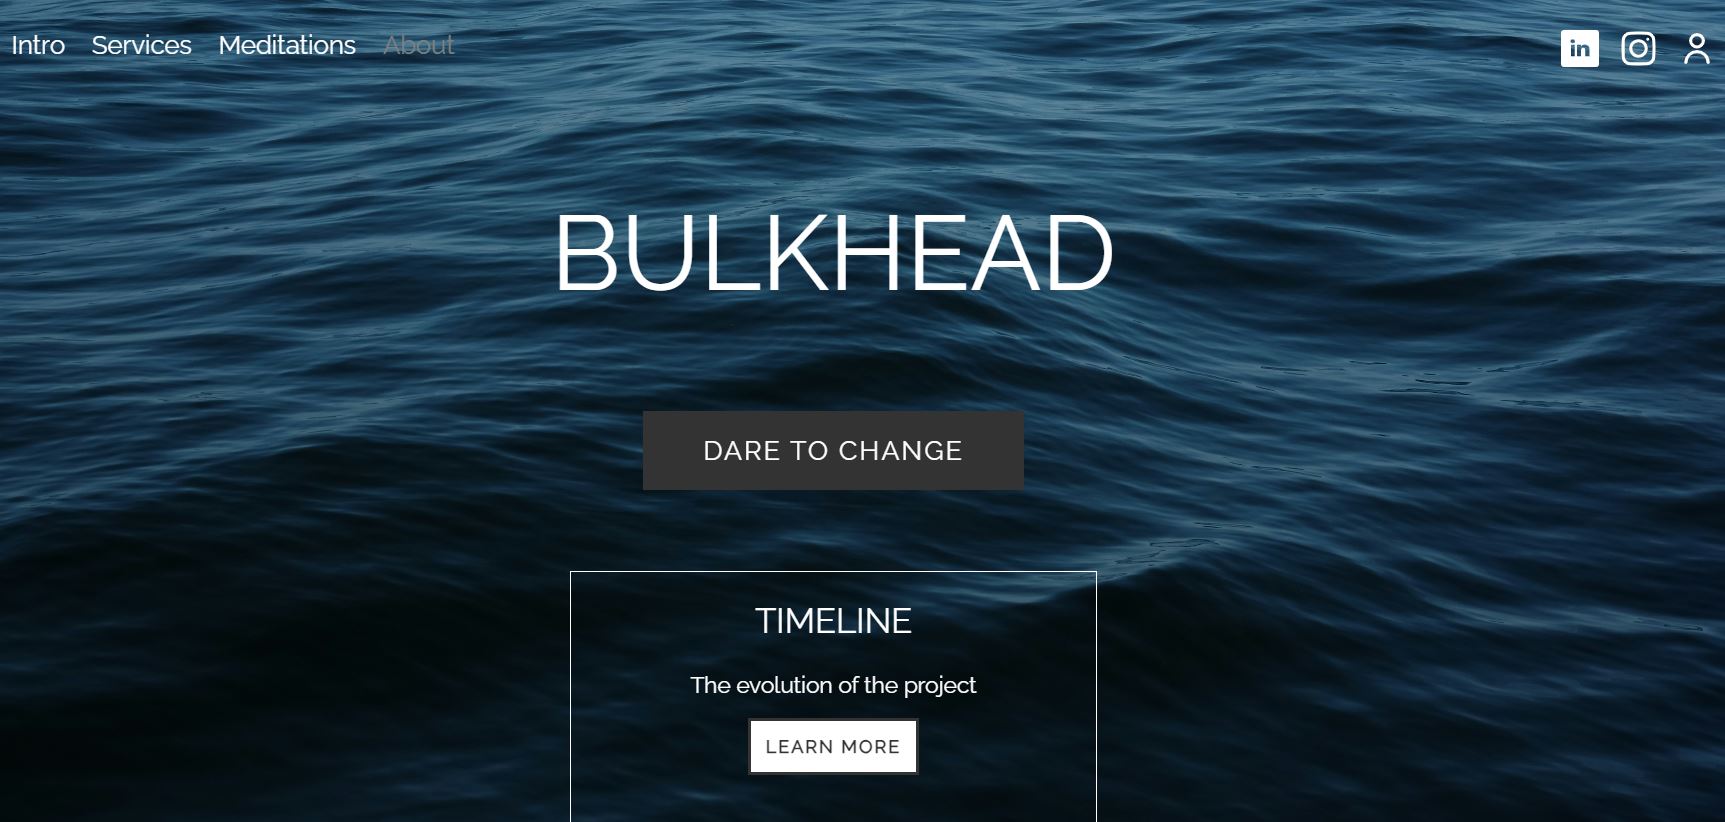 Intro Services Meditations About
in
BULKHEAD
DARE TO CHANGE
TIMELINE
The evolution of the project
LEARN MORE